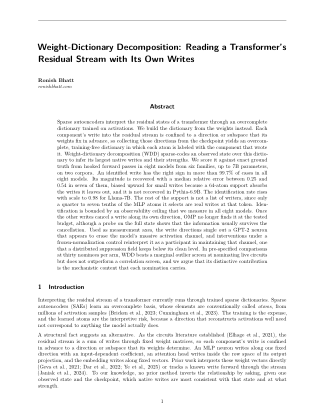 Weight-Dictionary Decomposition: Reading a Transformer's
Residual Stream with Its Own Writes
Ronish Bhatt
ronishbhatt.com
Abstract
Sparse autoencoders interpret the residual states of a transformer through an overcomplete
dictionary trained on activations. We build the dictionary from the weights instead. Each
component's write into the residual stream is confined to a direction or subspace that its
weights fix in advance, so collecting those directions from the checkpoint yields an overcom-
plete, training-free dictionary in which each atom is labeled with the component that wrote
it. Weight-dictionary decomposition (WDD) sparse-codes an observed state over this dictio-
nary to infer its largest native writes and their strengths. We score it against exact ground
truth from hooked forward passes in eight models from six families, up to 7B parameters,
on two corpora. An identified write has the right sign in more than 99.7% of cases in all
eight models. Its magnitude is recovered with a median relative error between 0.25 and
0.54 in seven of them, biased upward for small writes because a 64-atom support absorbs
the writes it leaves out, and it is not recovered in Pythia-6.9B. The identification rate rises
with scale to 0.98 for Llama-7B. The cost of the support is not a list of writes, since only
a quarter to seven tenths of the MLP atoms it selects are real writes at that token. Iden-
tification is bounded by an observability ceiling that we measure in all eight models. Once
the other writes cancel a write along its own direction, OMP no longer finds it at the tested
budget, although a probe on the full state shows that the information usually survives the
cancellation. Used as measurement axes, the write directions single out a GPT-2 neuron
that appears to erase the model's massive activation, and interventions under a
frozen-normalization control reinterpret it as a participant in maintaining that channel, one
that a distributed suppression field keeps below its clean level. In pre-specified comparisons
at thirty nominations per arm, WDD beats a marginal outlier screen at nominating live circuits
but does not outperform a correlation screen, and we argue that its distinctive contribution
is the mechanistic content that each nomination carries.
1 Introduction
Interpreting the residual stream of a transformer currently runs through trained sparse dictionaries. Sparse
autoencoders (SAEs) learn an overcomplete basis, whose elements are conventionally called atoms, from
millions of activation samples (Bricken et al., 2023; Cunningham et al., 2023). The training is the expense,
and the learned atoms are the interpretive risk, because a direction that reconstructs activations well need
not correspond to anything the model actually does.
A structural fact suggests an alternative. As the circuits literature established (Elhage et al., 2021), the
residual stream is a sum of writes through fixed weight matrices, so each component's write is confined
in advance to a direction or subspace that its weights determine. An MLP neuron writes along one fixed
direction with an input-dependent coefficient, an attention head writes inside the row space of its output
projection, and the embedding writes along fixed vectors. Prior work interprets these weight vectors directly
(Geva et al., 2021; Dar et al., 2022; Yu et al., 2025) or tracks a known write forward through the stream
(Janiak et al., 2024). To our knowledge, no prior method inverts the relationship by asking, given one
observed state and the checkpoint, which native writes are most consistent with that state and at what
strength.
1